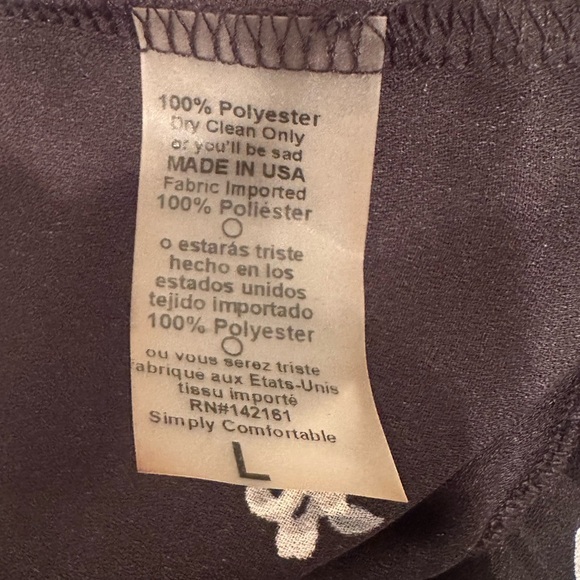 100% Polyester
Dry Clean Only
or you'll be sad
MADE IN USA
Fabric Imported
100% Poliéster
o estarás triste
hecho en los
estados unidos
tejido importado
100% Polyester
ou vous serez triste
fabriqué aux Etats-Unis
tissu importé
RN#142161
Simply Comfortable
L